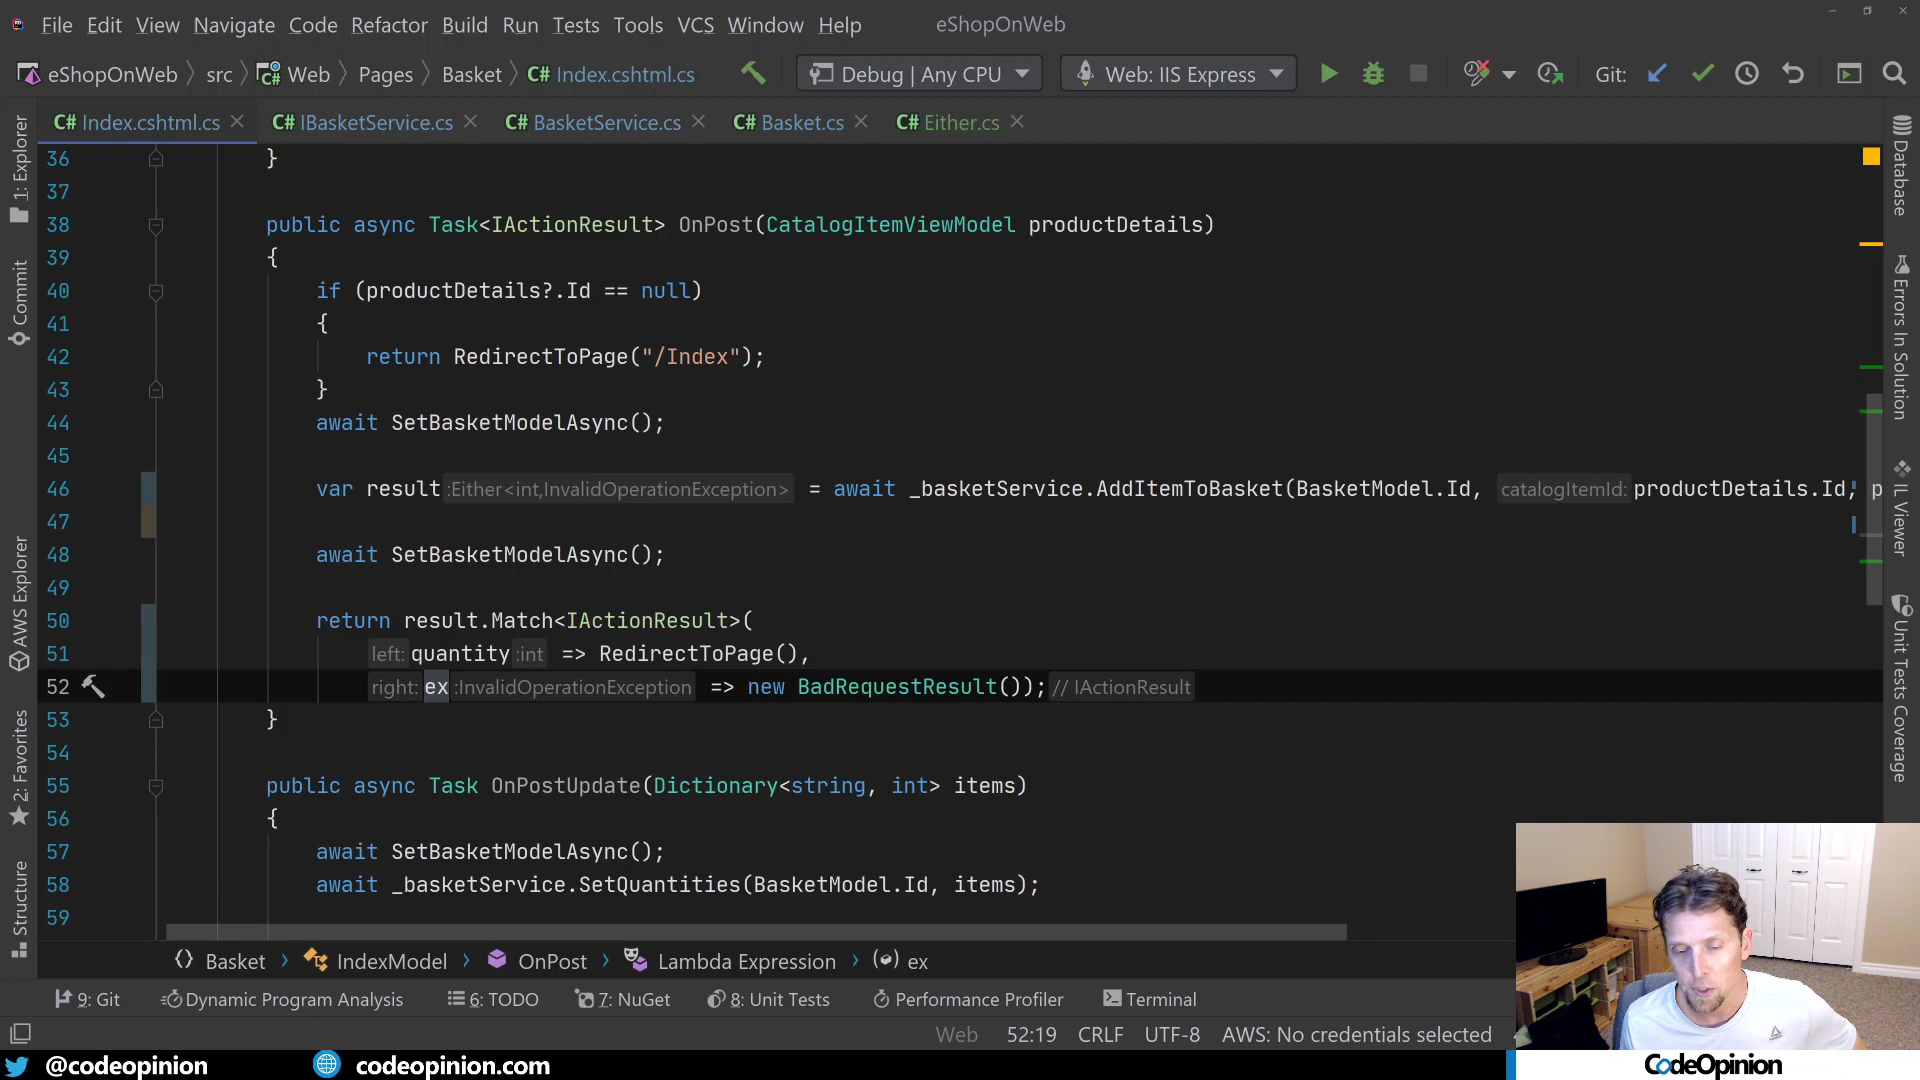 File Edit View Navigate Code Refactor Build Run Tests Tools VCS Window Help eShopOnWeb
eShopOnWeb src Web Pages Basket C# Index.cshtml.cs Debug | Any CPU Web: IIS Express Git:
C# Index.cshtml.cs C# IBasketService.cs C# BasketService.cs C# Basket.cs C# Either.cs
36 }
37
38 public async Task<IActionResult> OnPost(CatalogItemViewModel productDetails)
39 {
40 if (productDetails?.Id == null)
41 {
42 return RedirectToPage("/Index");
43 }
44 await SetBasketModelAsync();
45
46 var result :Either<int,InvalidOperationException> = await _basketService.AddItemToBasket(BasketModel.Id, catalogItemId: productDetails.Id, p
47
48 await SetBasketModelAsync();
49
50 return result.Match<IActionResult>(
51 left: quantity :int => RedirectToPage(),
52 right: ex :InvalidOperationException => new BadRequestResult()); // IActionResult
53 }
54
55 public async Task OnPostUpdate(Dictionary<string, int> items)
56 {
57 await SetBasketModelAsync();
58 await _basketService.SetQuantities(BasketModel.Id, items);
59
1: Explorer
Commit
AWS Explorer
2: Favorites
Structure
Database
Errors In Solution
IL Viewer
Unit Tests Coverage
Basket IndexModel OnPost Lambda Expression ex
9: Git Dynamic Program Analysis 6: TODO 7: NuGet 8: Unit Tests Performance Profiler Terminal
Web 52:19 CRLF UTF-8 AWS: No credentials selected
@codeopinion codeopinion.com CodeOpinion